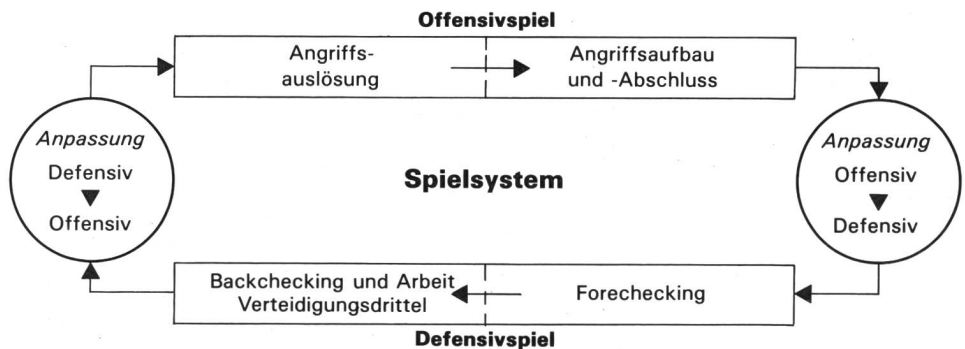 Offensivspiel
Angriffs-
auslösung
Angriffsaufbau
und -Abschluss
Anpassung
Defensiv
Offensiv
Spielsystem
Anpassung
Offensiv
Defensiv
Backchecking und Arbeit
Verteidigungsdrittel
Forechecking
Defensivspiel